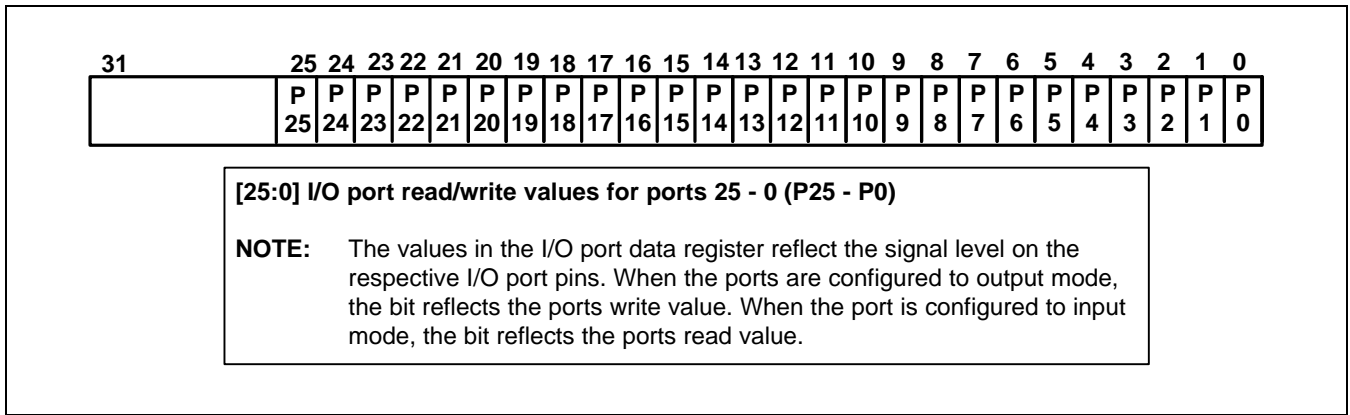 31 25 24 23 22 21 20 19 18 17 16 15 14 13 12 11 10 9 8 7 6 5 4 3 2 1 0
P P P P P P P P P P P P P P P P P P P P P P P P P P
25 24 23 22 21 20 19 18 17 16 15 14 13 12 11 10 9 8 7 6 5 4 3 2 1 0
[25:0] I/O port read/write values for ports 25 - 0 (P25 - P0)
NOTE: The values in the I/O port data register reflect the signal level on the
respective I/O port pins. When the ports are configured to output mode,
the bit reflects the ports write value. When the port is configured to input
mode, the bit reflects the ports read value.